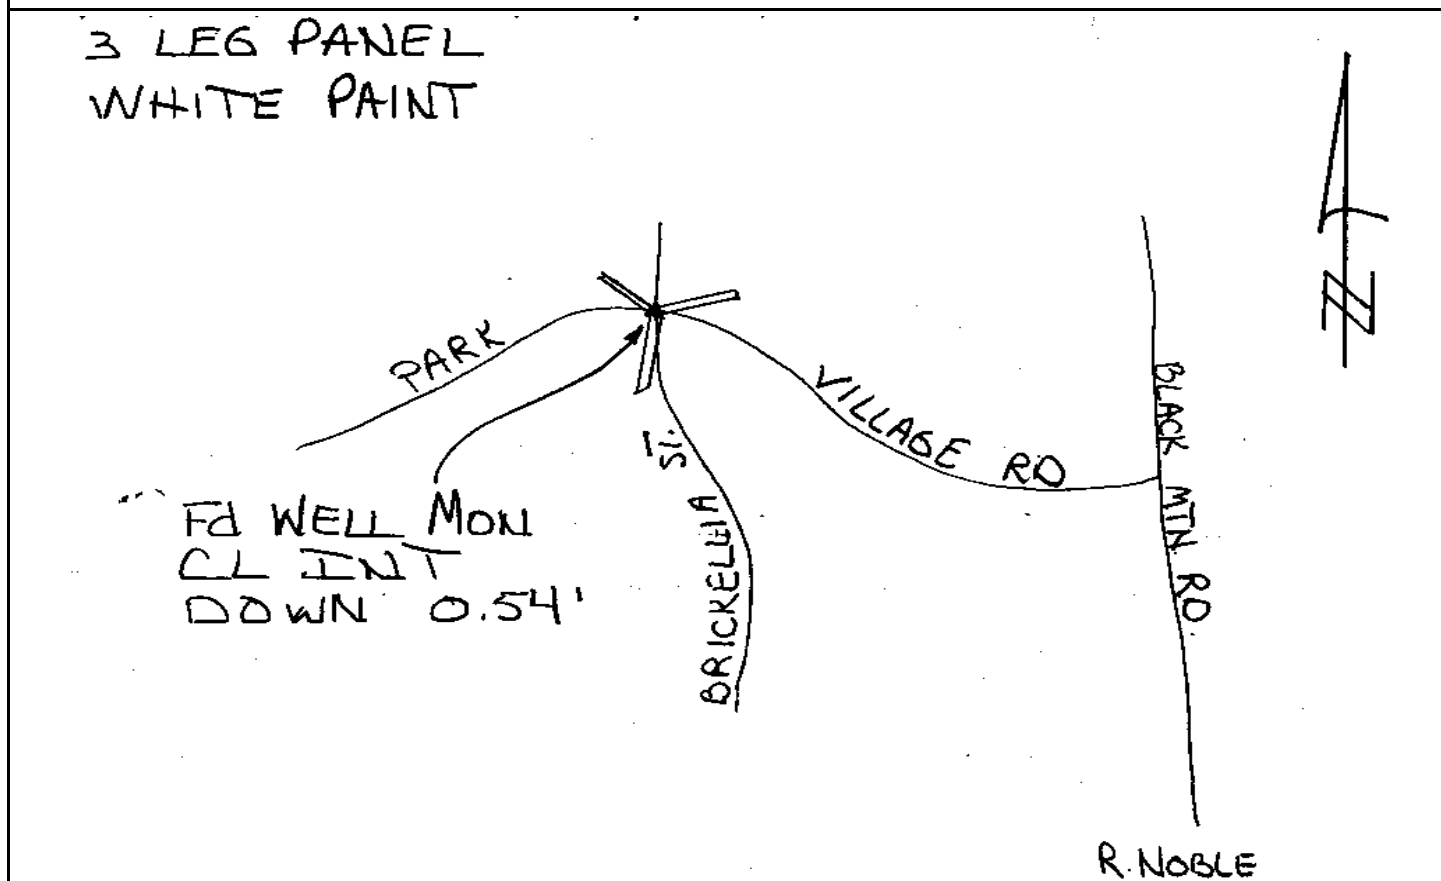 3 LEG PANEL
WHITE PAINT
N
PARK
VILLAGE RD
BLACK MTN. RD.
BRICKELLIA ST.
Fd WELL MON
CL INT
DOWN 0.54'
R. NOBLE